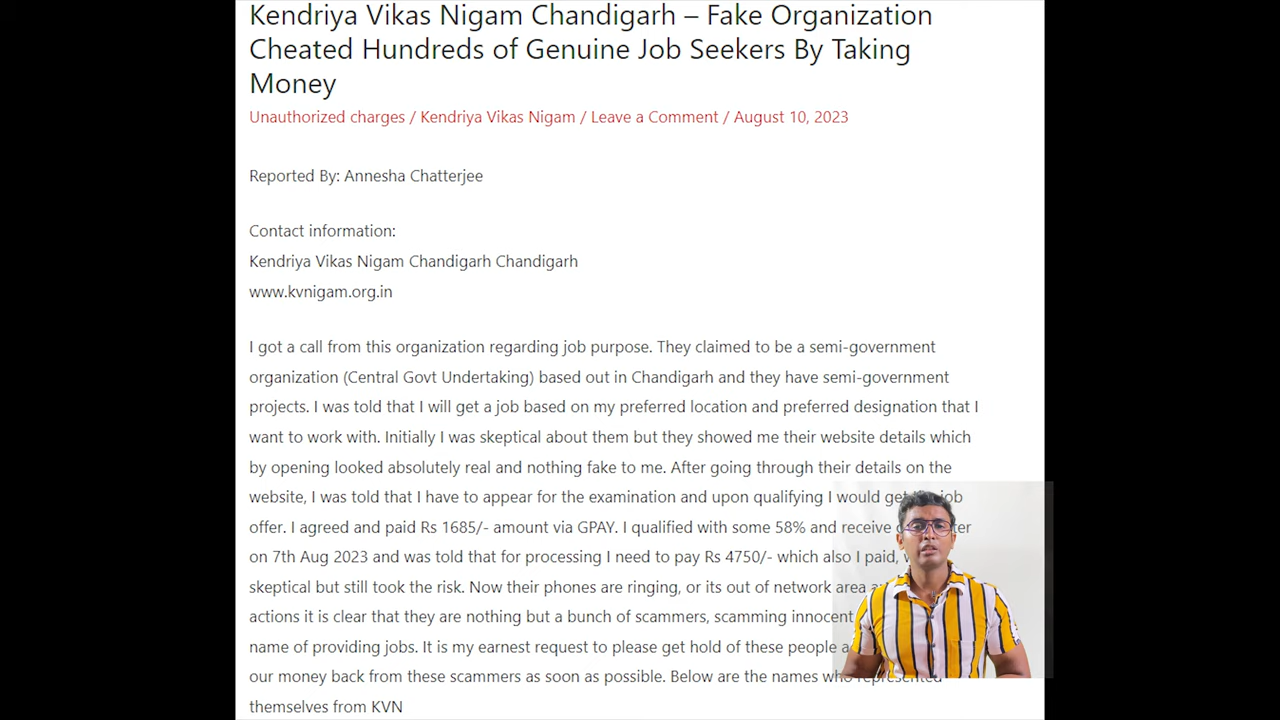 Kendriya Vikas Nigam Chandigarh – Fake Organization
Cheated Hundreds of Genuine Job Seekers By Taking
Money
Unauthorized charges / Kendriya Vikas Nigam / Leave a Comment / August 10, 2023
Reported By: Annesha Chatterjee
Contact information:
Kendriya Vikas Nigam Chandigarh Chandigarh
www.kvnigam.org.in
I got a call from this organization regarding job purpose. They claimed to be a semi-government
organization (Central Govt Undertaking) based out in Chandigarh and they have semi-government
projects. I was told that I will get a job based on my preferred location and preferred designation that I
want to work with. Initially I was skeptical about them but they showed me their website details which
by opening looked absolutely real and nothing fake to me. After going through their details on the
website, I was told that I have to appear for the examination and upon qualifying I would get job
offer. I agreed and paid Rs 1685/- amount via GPAY. I qualified with some 58% and receive
on 7th Aug 2023 and was told that for processing I need to pay Rs 4750/- which also I paid,
skeptical but still took the risk. Now their phones are ringing, or its out of network area
actions it is clear that they are nothing but a bunch of scammers, scamming innocent
name of providing jobs. It is my earnest request to please get hold of these people
our money back from these scammers as soon as possible. Below are the names who represented
themselves from KVN